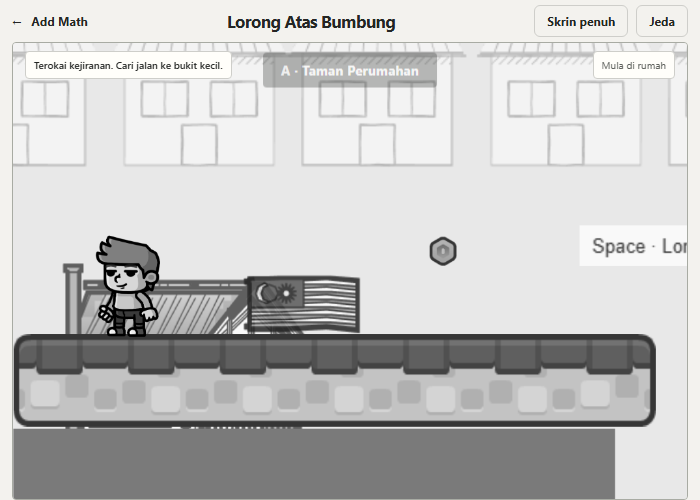 ← Add Math
Lorong Atas Bumbung
Skrin penuh
Jeda
Terokai kejiranan. Cari jalan ke bukit kecil.
A · Taman Perumahan
Mula di rumah
Space ·